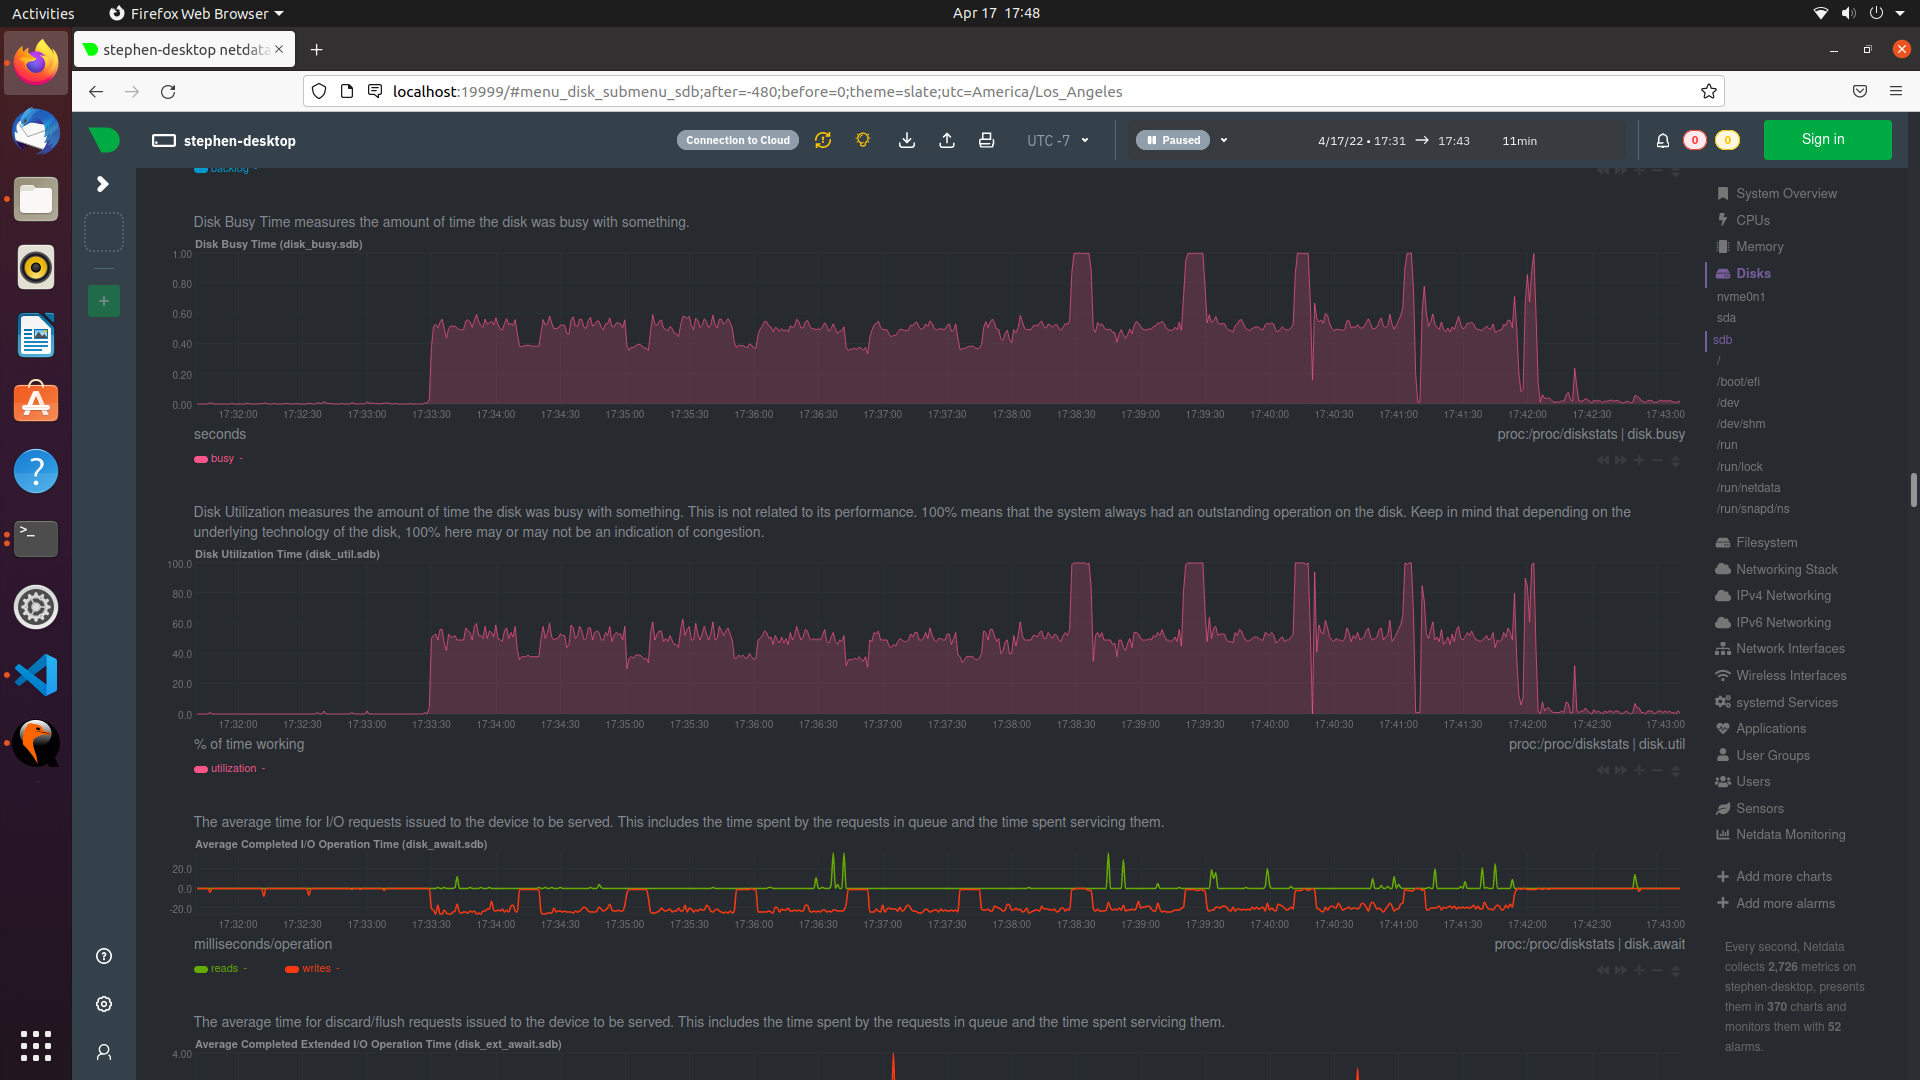 Activities
Firefox Web Browser
Apr 17 17:48
stephen-desktop netdata
localhost:19999/#menu_disk_submenu_sdb;after=-480;before=0;theme=slate;utc=America/Los_Angeles
stephen-desktop
Connection to Cloud
UTC -7
Paused
4/17/22 • 17:31 → 17:43 11min
0
0
Sign in
backlog -
Disk Busy Time measures the amount of time the disk was busy with something.
Disk Busy Time (disk_busy.sdb)
1.00
0.80
0.60
0.40
0.20
0.00
17:32:00 17:32:30 17:33:00 17:33:30 17:34:00 17:34:30 17:35:00 17:35:30 17:36:00 17:36:30 17:37:00 17:37:30 17:38:00 17:38:30 17:39:00 17:39:30 17:40:00 17:40:30 17:41:00 17:41:30 17:42:00 17:42:30 17:43:00
seconds
proc:/proc/diskstats | disk.busy
busy -
Disk Utilization measures the amount of time the disk was busy with something. This is not related to its performance. 100% means that the system always had an outstanding operation on the disk. Keep in mind that depending on the
underlying technology of the disk, 100% here may or may not be an indication of congestion.
Disk Utilization Time (disk_util.sdb)
100.0
80.0
60.0
40.0
20.0
0.0
17:32:00 17:32:30 17:33:00 17:33:30 17:34:00 17:34:30 17:35:00 17:35:30 17:36:00 17:36:30 17:37:00 17:37:30 17:38:00 17:38:30 17:39:00 17:39:30 17:40:00 17:40:30 17:41:00 17:41:30 17:42:00 17:42:30 17:43:00
% of time working
proc:/proc/diskstats | disk.util
utilization -
The average time for I/O requests issued to the device to be served. This includes the time spent by the requests in queue and the time spent servicing them.
Average Completed I/O Operation Time (disk_await.sdb)
20.0
0.0
-20.0
17:32:00 17:32:30 17:33:00 17:33:30 17:34:00 17:34:30 17:35:00 17:35:30 17:36:00 17:36:30 17:37:00 17:37:30 17:38:00 17:38:30 17:39:00 17:39:30 17:40:00 17:40:30 17:41:00 17:41:30 17:42:00 17:42:30 17:43:00
milliseconds/operation
proc:/proc/diskstats | disk.await
reads - writes -
The average time for discard/flush requests issued to the device to be served. This includes the time spent by the requests in queue and the time spent servicing them.
Average Completed Extended I/O Operation Time (disk_ext_await.sdb)
4.00
System Overview
CPUs
Memory
Disks
nvme0n1
sda
sdb
/
/boot/efi
/dev
/dev/shm
/run
/run/lock
/run/netdata
/run/snapd/ns
Filesystem
Networking Stack
IPv4 Networking
IPv6 Networking
Network Interfaces
Wireless Interfaces
systemd Services
Applications
User Groups
Users
Sensors
Netdata Monitoring
Add more charts
Add more alarms
Every second, Netdata
collects 2,726 metrics on
stephen-desktop, presents
them in 370 charts and
monitors them with 52
alarms.